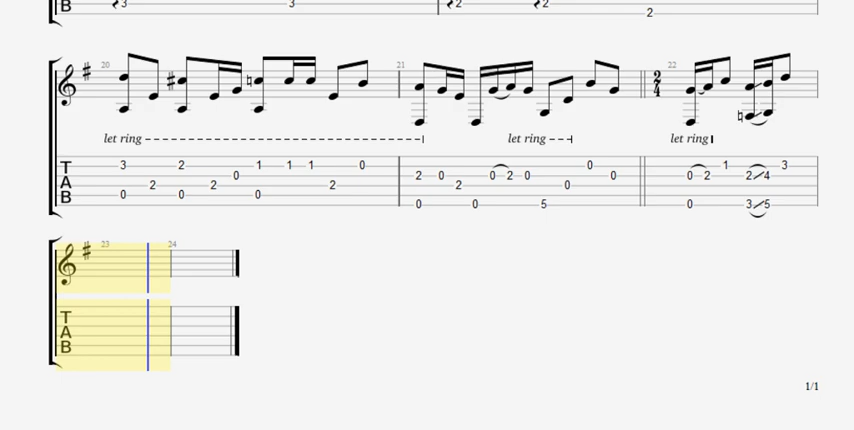 B 3 3 2 2 2
20 21 22
2
4
let ring let ring let ring
T 3 2 1 1 1 0 0 1 3
A 0 2 0 0 2 0 0 0 2 2 4
2 2 2 2 0
B 0 0 0
0 5 0 3 5
23 24
T
A
B
1/1